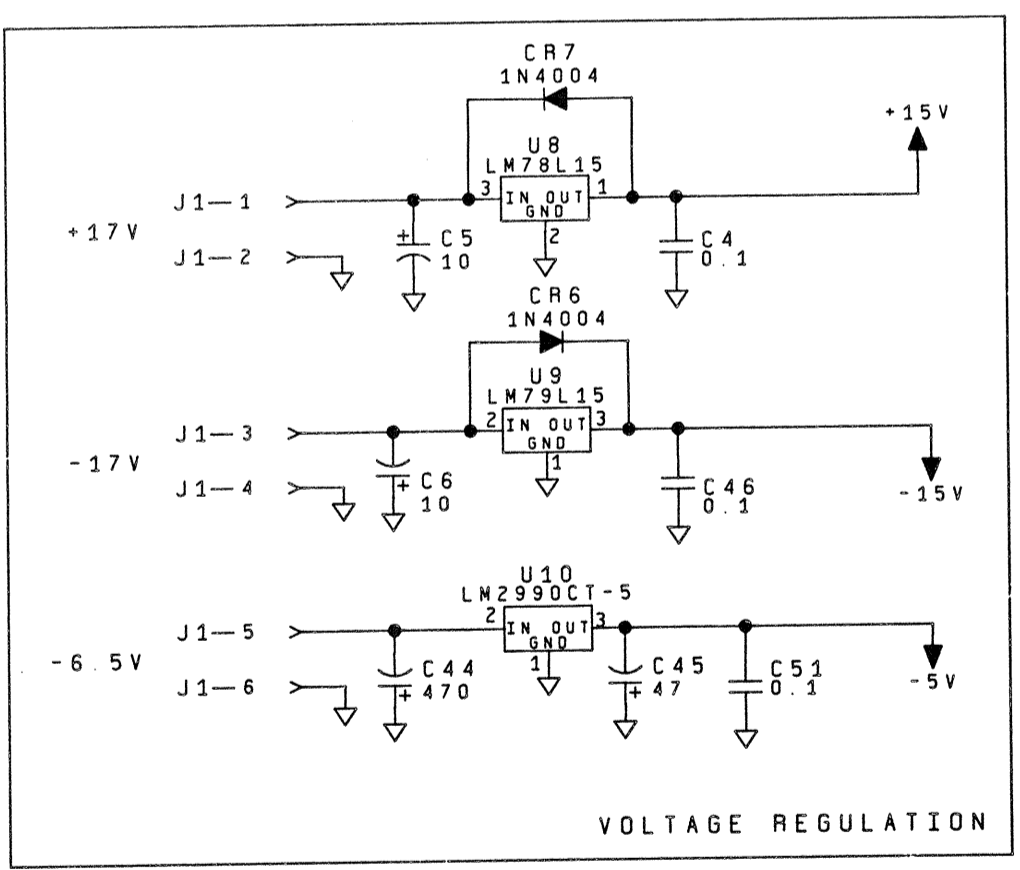 CR7
1N4004
+15V
U8
LM78L15
3 IN OUT 1
GND
2
J1-1
+17V
J1-2
+ C5
10
C4
0.1
CR6
1N4004
U9
LM79L15
2 IN OUT 3
GND
1
J1-3
-17V
J1-4
+ C6
10
C46
0.1
-15V
U10
LM2990CT-5
2 IN OUT 3
GND
1
J1-5
-6.5V
J1-6
C44
+ 470
C45
47 +
C51
0.1
-5V
VOLTAGE REGULATION